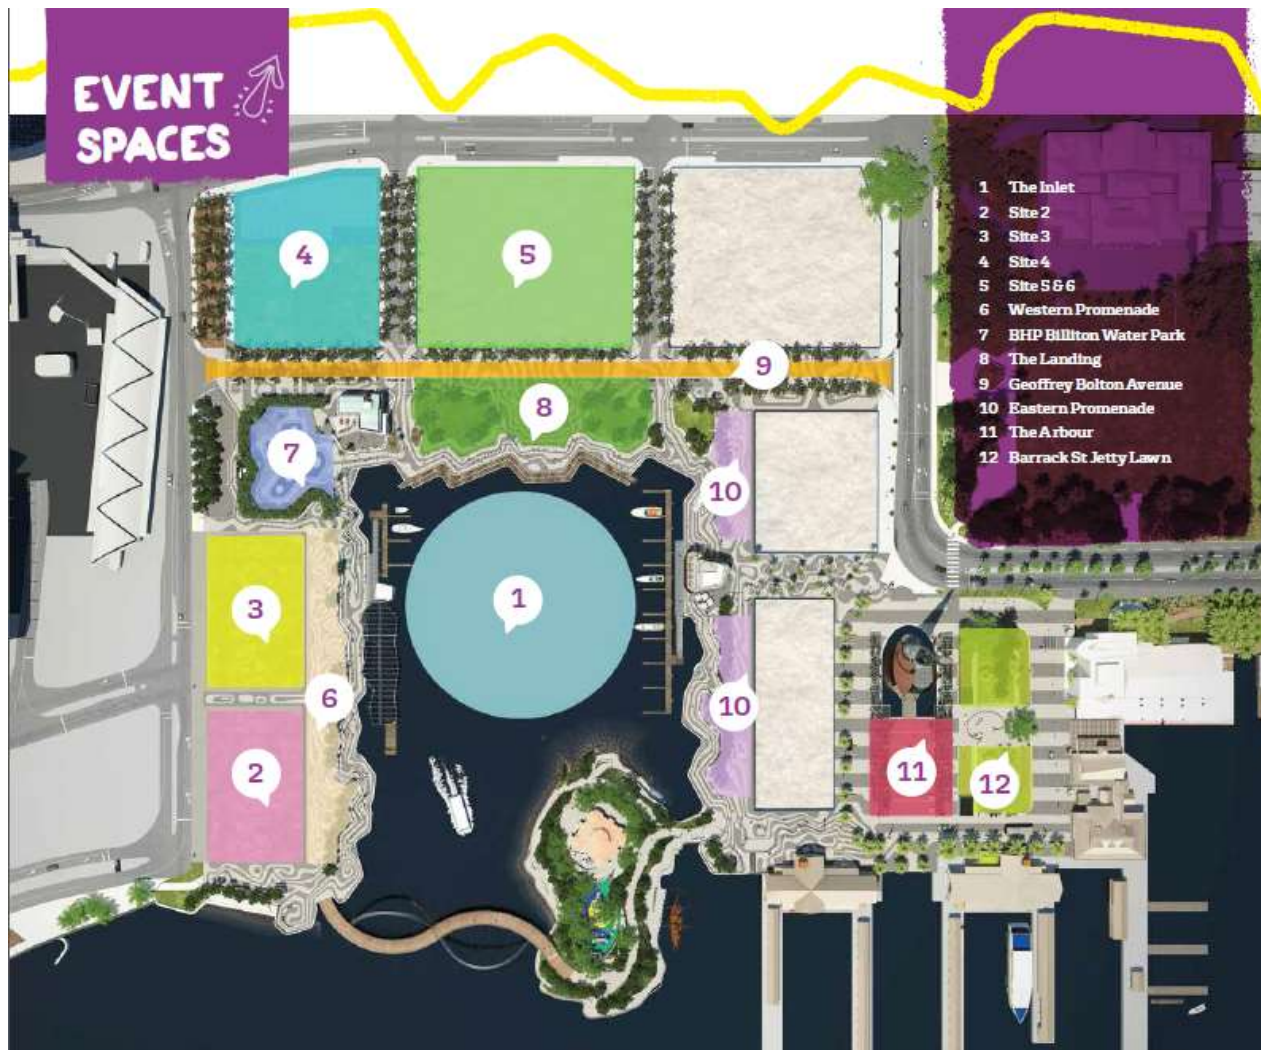 EVENT
SPACES
1 The Inlet
2 Site 2
3 Site 3
4 Site 4
5 Site 5 & 6
6 Western Promenade
7 BHP Billiton Water Park
8 The Landing
9 Geoffrey Bolton Avenue
10 Eastern Promenade
11 The Arbour
12 Barrack St Jetty Lawn
4
5
9
8
7
10
1
3
6
10
2
11
12